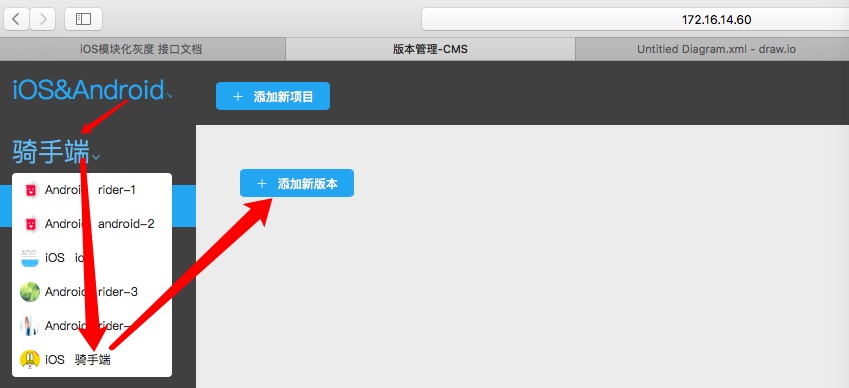 172.16.14.60
iOS模块化灰度 接口文档
版本管理-CMS
Untitled Diagram.xml - draw.io
iOS&Android
+ 添加新项目
骑手端
+ 添加新版本
Android rider-1
Android android-2
iOS
Android rider-3
Android rider-
iOS 骑手端